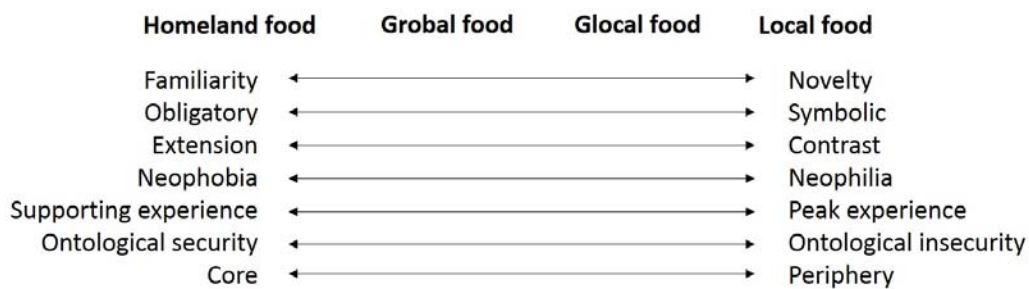 Homeland food Grobal food Glocal food Local food
Familiarity Novelty
Obligatory Symbolic
Extension Contrast
Neophobia Neophilia
Supporting experience Peak experience
Ontological security Ontological insecurity
Core Periphery